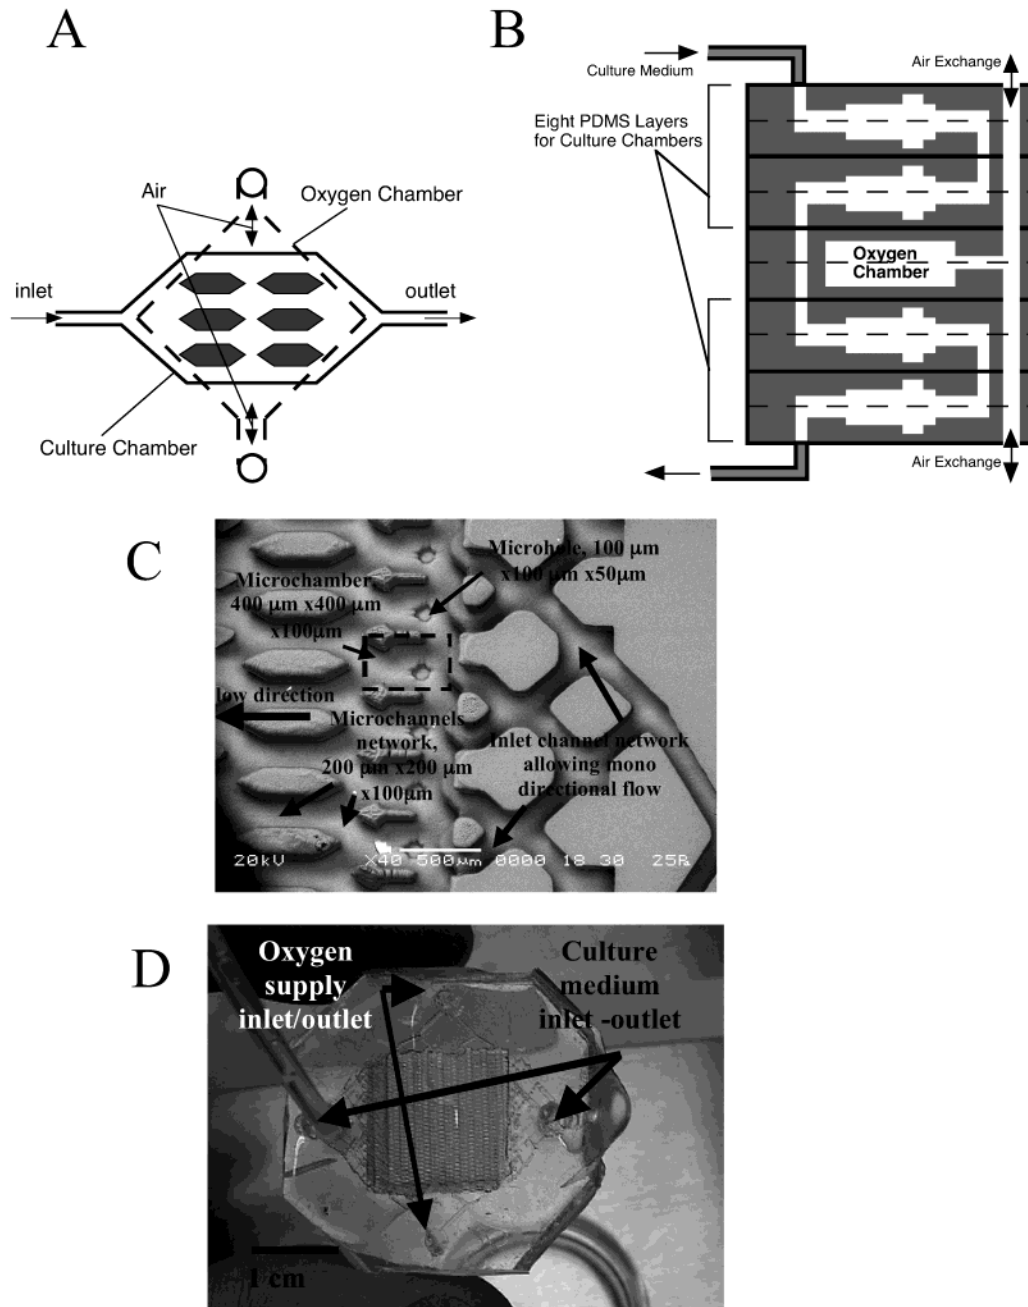 A
Air
Oxygen Chamber
inlet
outlet
Culture Chamber
B
Culture Medium
Air Exchange
Eight PDMS Layers
for Culture Chambers
Oxygen
Chamber
Air Exchange
C
Microhole, 100 μm
x100 μm x50μm
Microchamber,
400 μm x400 μm
x100μm
low direction
Microchannels
network,
200 μm x200 μm
x100μm
Inlet channel network
allowing mono
directional flow
20kV X40 500μm 0000 18 30 25
D
Oxygen
supply
inlet/outlet
Culture
medium
inlet -outlet
1 cm